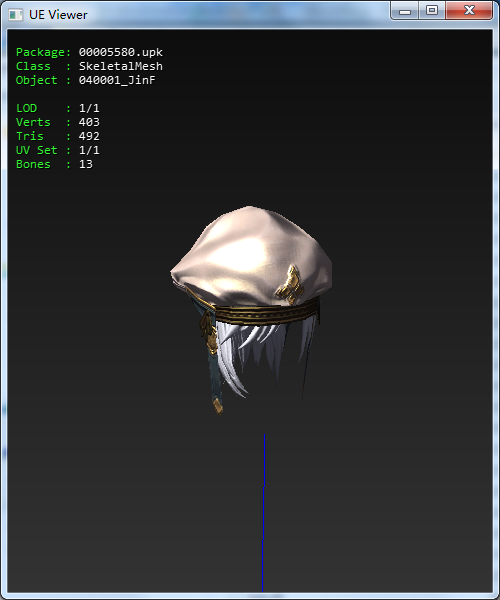 UE Viewer
Package: 00005580.upk
Class  : SkeletalMesh
Object : 040001_JinF
LOD    : 1/1
Verts  : 403
Tris   : 492
UV Set : 1/1
Bones  : 13